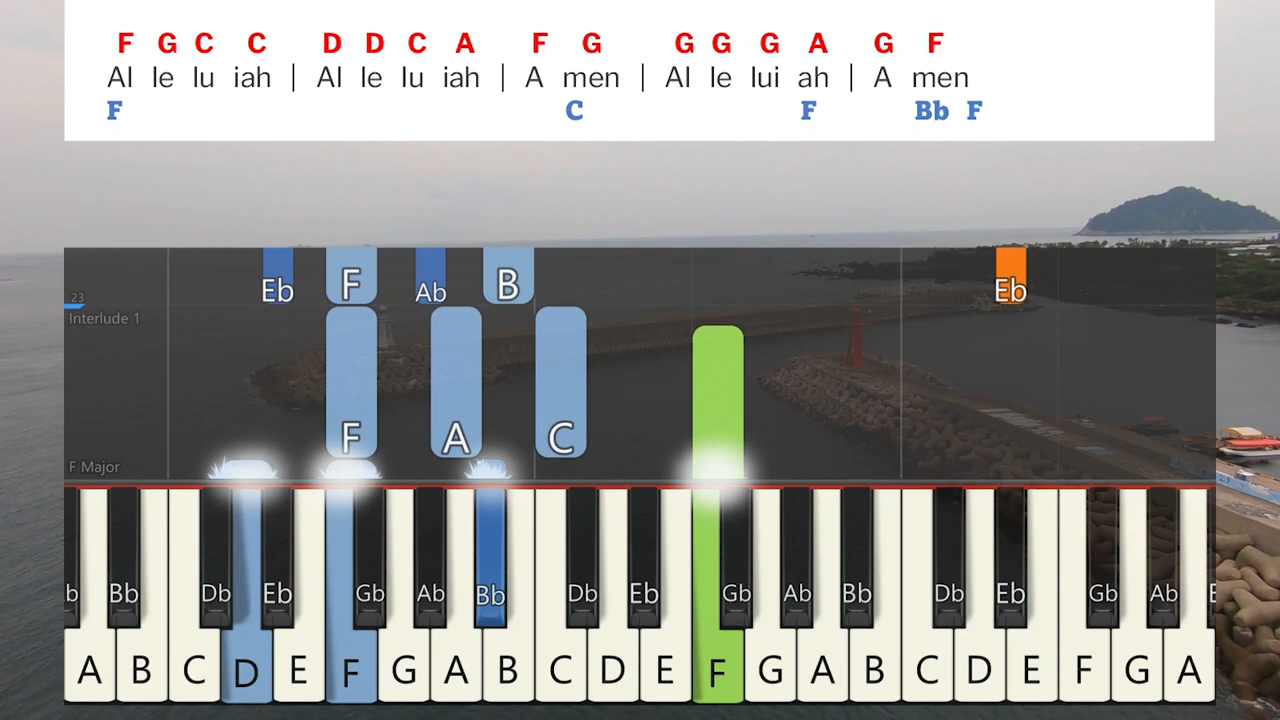 F G C C D D C A F G G G G A G F
Al le lu iah | Al le lu iah | A men | Al le lui ah | A men
F C F Bb F
Eb F Ab B Eb
23
Interlude 1
F A C
F Major
b Bb Db Eb Gb Ab Bb Db Eb Gb Ab Bb Db Eb Gb Ab E
A B C D E F G A B C D E F G A B C D E F G A